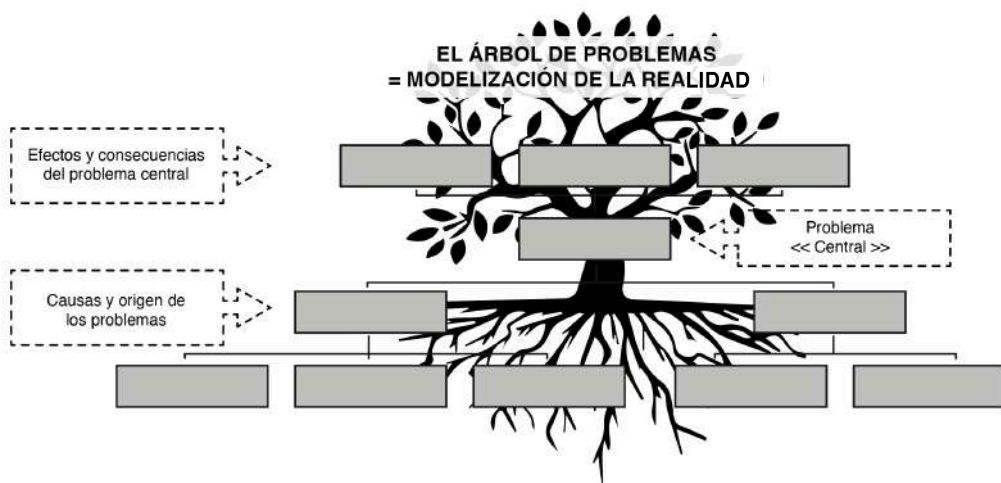 EL ÁRBOL DE PROBLEMAS
= MODELIZACIÓN DE LA REALIDAD
Efectos y consecuencias
del problema central
Problema
<< Central >>
Causas y origen de
los problemas